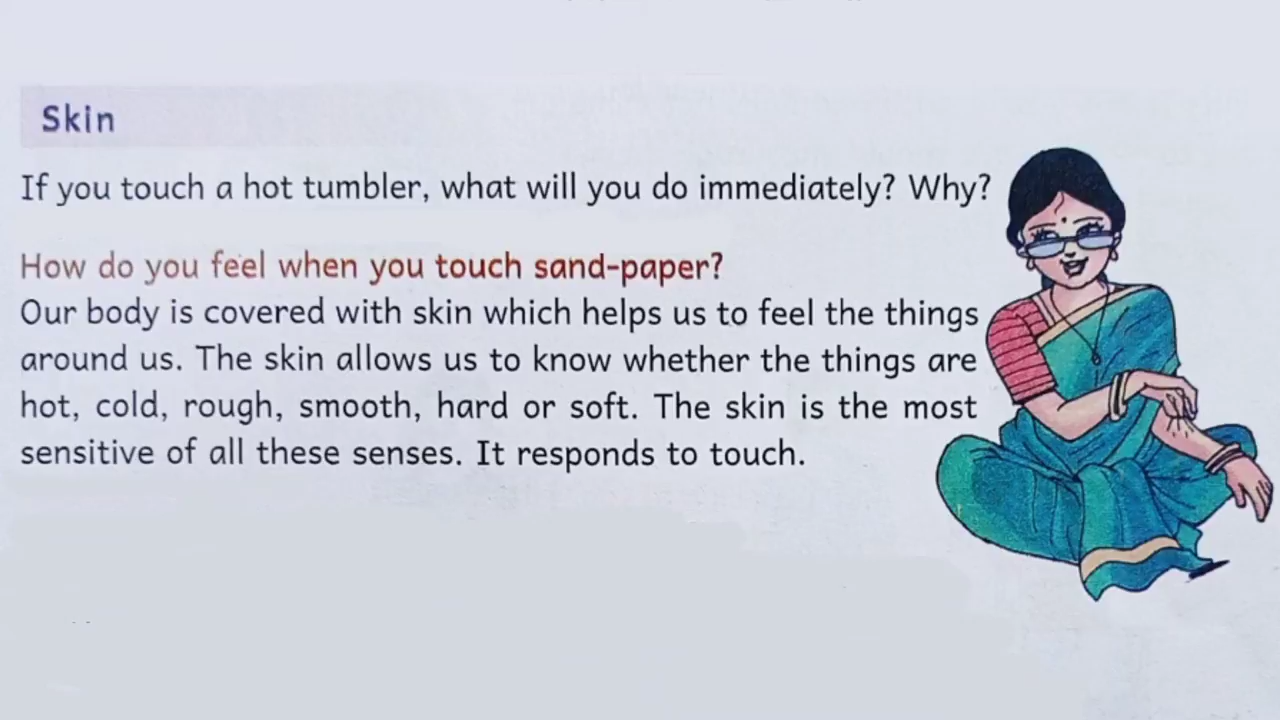 Skin
If you touch a hot tumbler, what will you do immediately? Why?
How do you feel when you touch sand-paper?
Our body is covered with skin which helps us to feel the things
around us. The skin allows us to know whether the things are
hot, cold, rough, smooth, hard or soft. The skin is the most
sensitive of all these senses. It responds to touch.